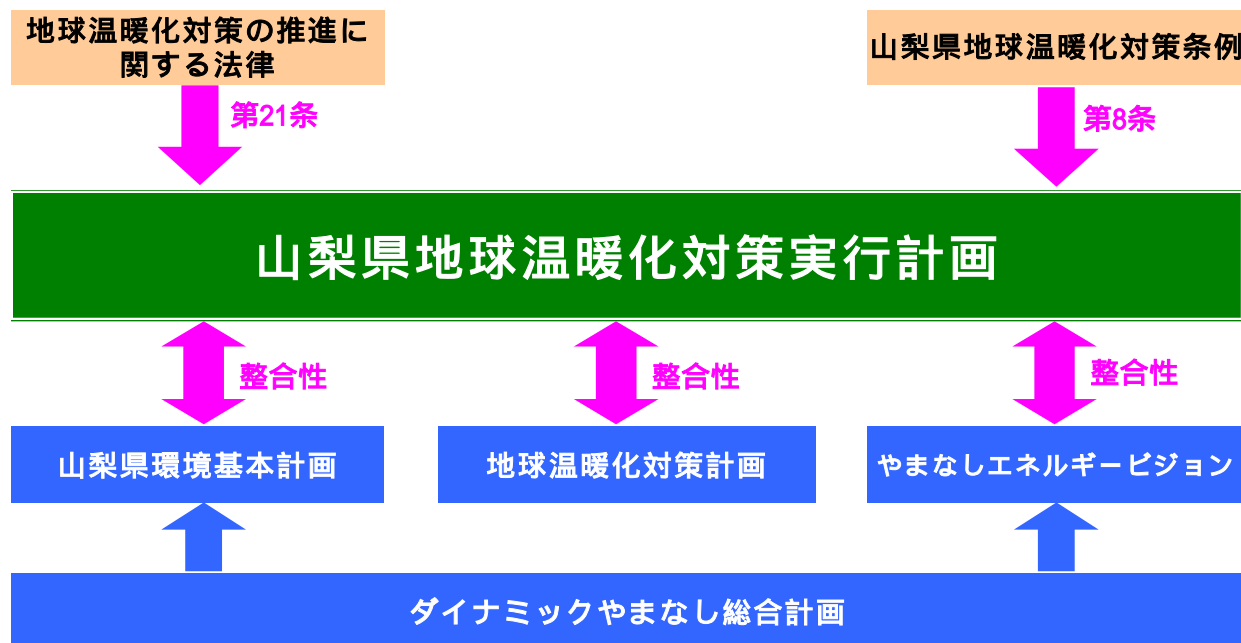 地球温暖化対策の推進に
関する法律
山梨県地球温暖化対策条例
第21条
第8条
山梨県地球温暖化対策実行計画
整合性
整合性
整合性
山梨県環境基本計画
地球温暖化対策計画
やまなしエネルギービジョン
ダイナミックやまなし総合計画